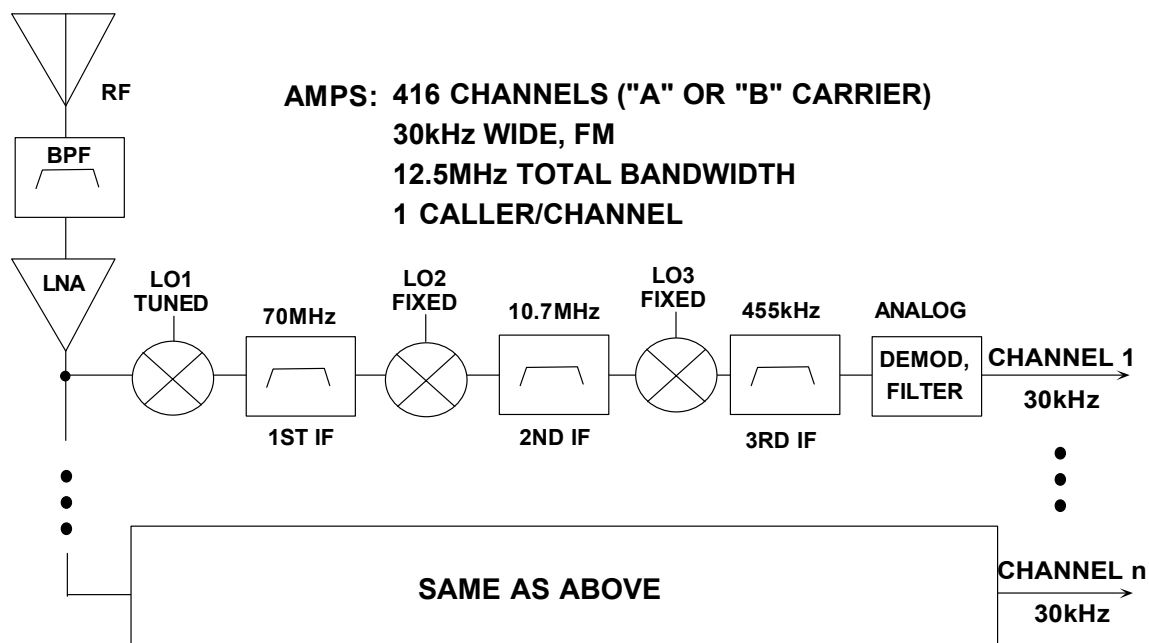 RF
AMPS: 416 CHANNELS ("A" OR "B" CARRIER)
30kHz WIDE, FM
12.5MHz TOTAL BANDWIDTH
1 CALLER/CHANNEL
BPF
LNA
LO1
TUNED
70MHz
1ST IF
LO2
FIXED
10.7MHz
2ND IF
LO3
FIXED
455kHz
3RD IF
ANALOG
DEMOD,
FILTER
CHANNEL 1
30kHz
SAME AS ABOVE
CHANNEL n
30kHz